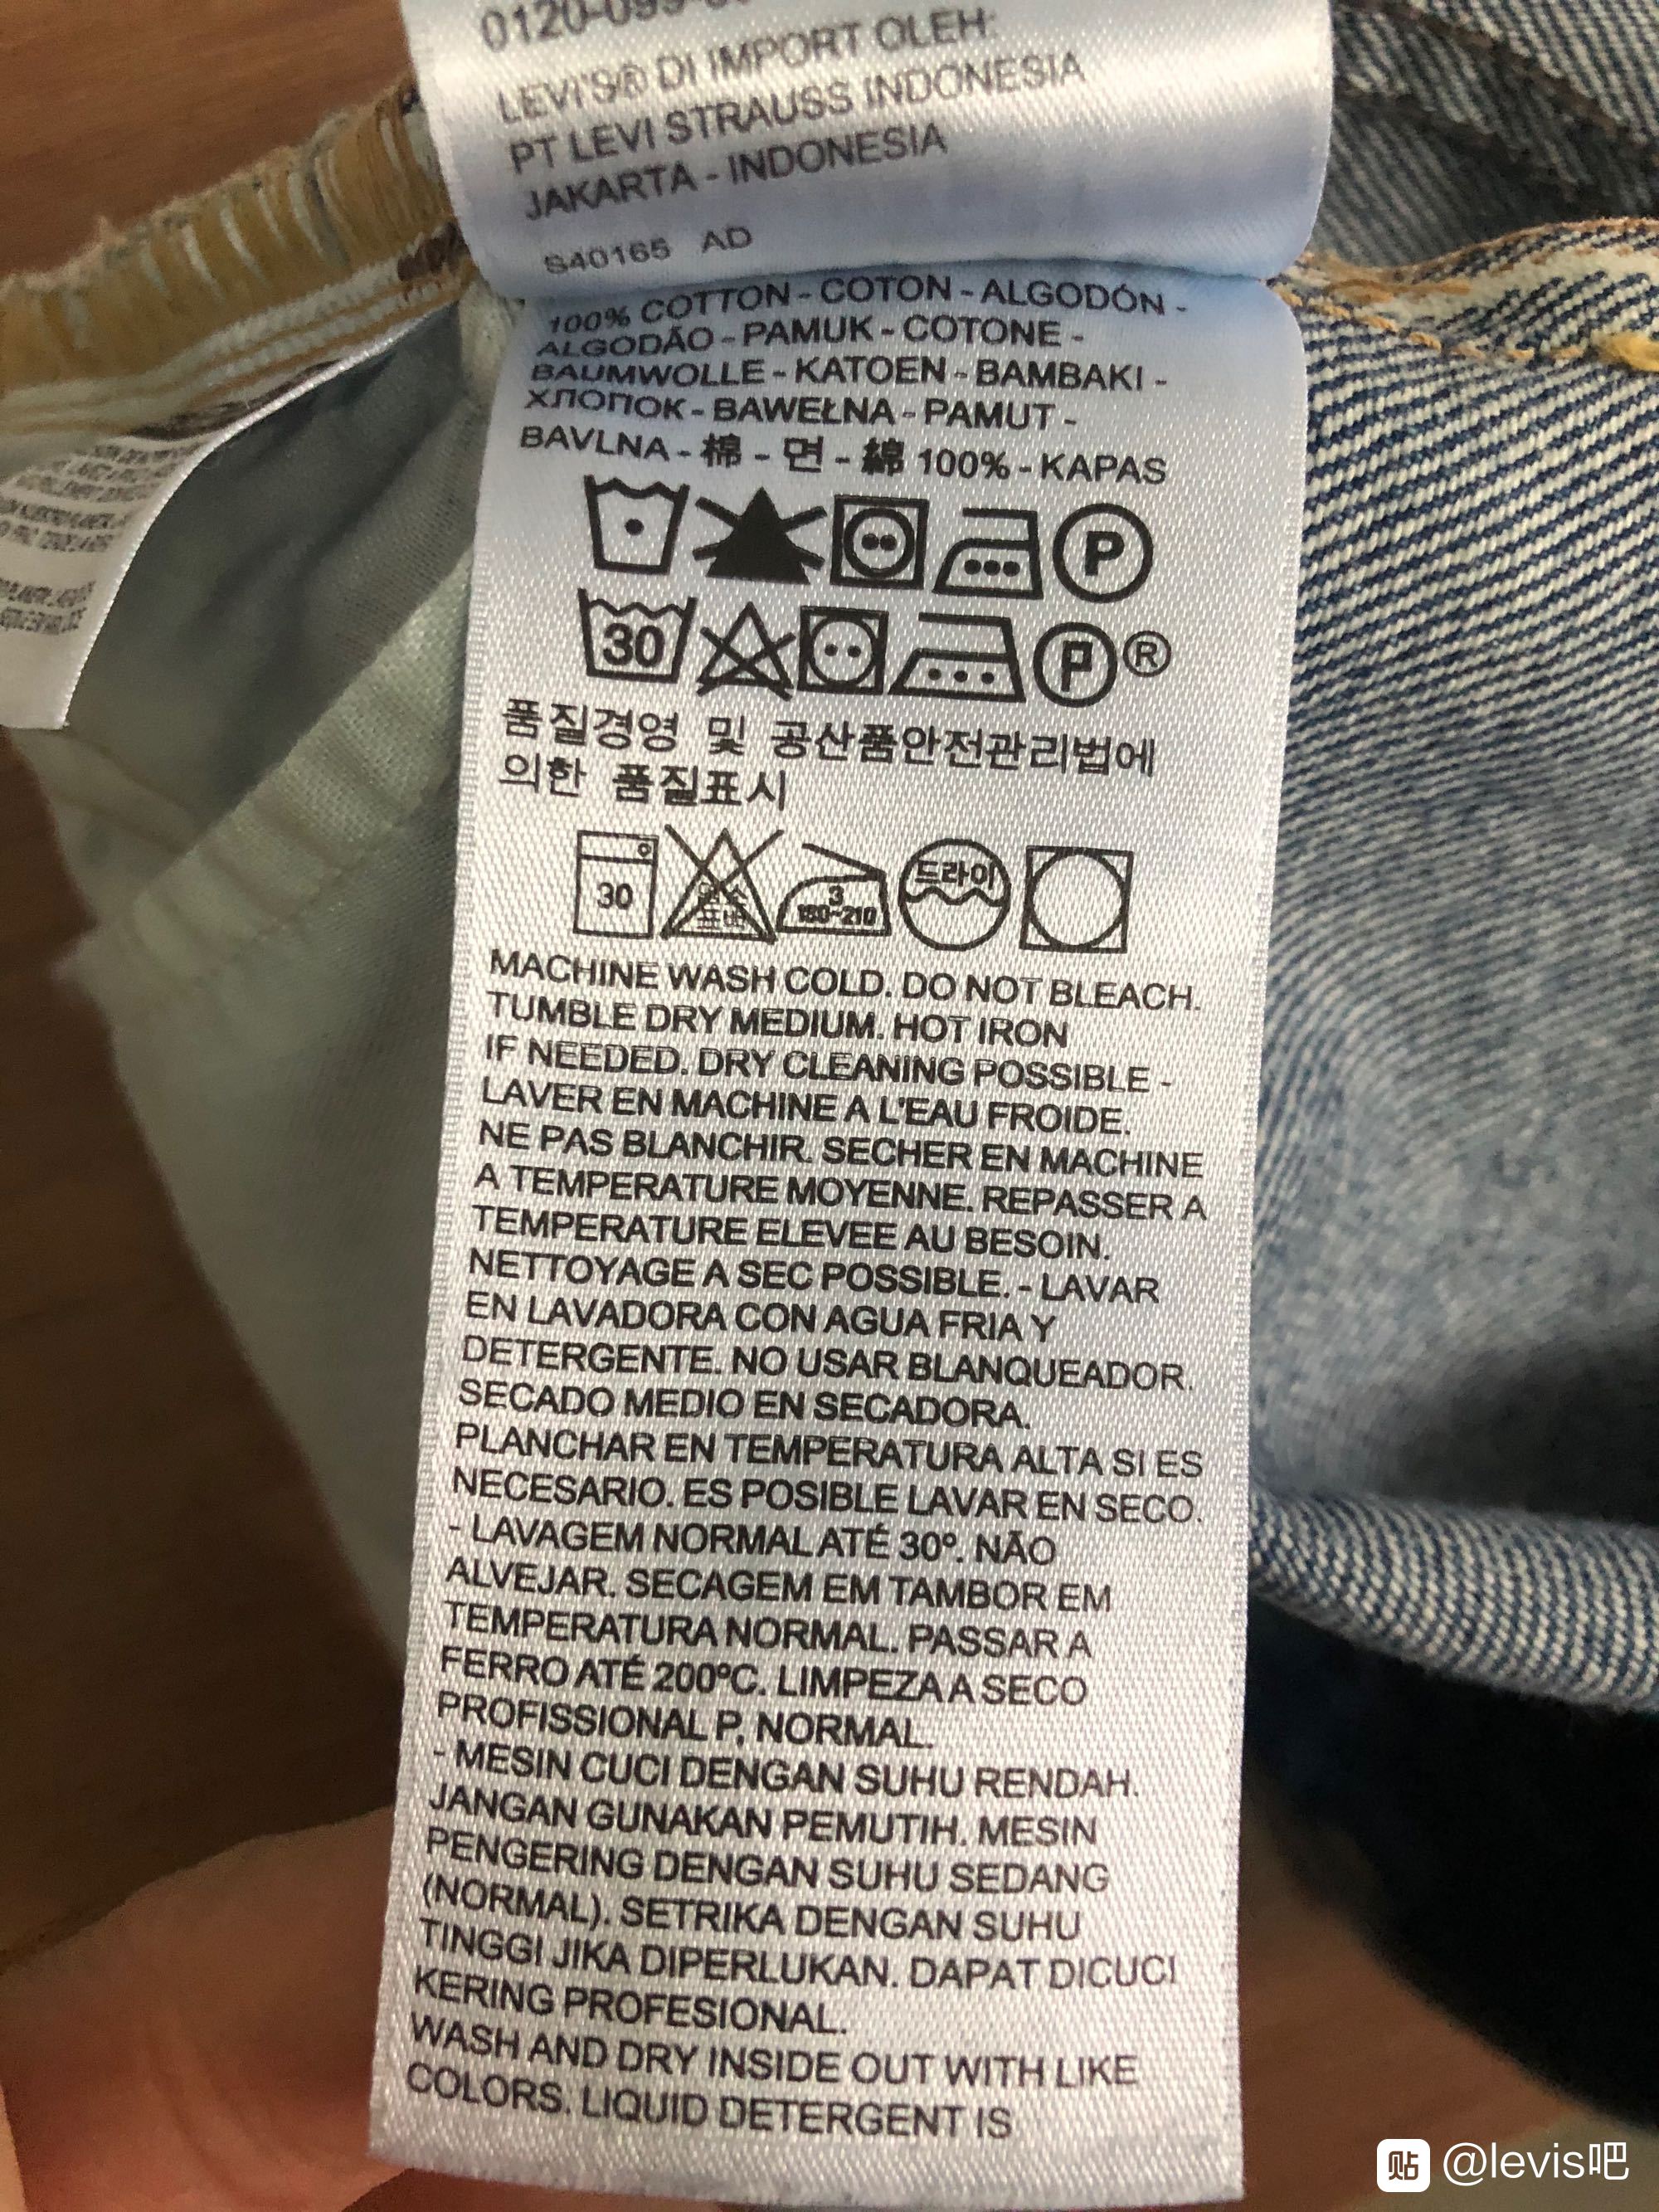 LEVI'S® DI IMPORT OLEH:
PT LEVI STRAUSS INDONESIA
JAKARTA - INDONESIA
S40165 AD
100% COTTON - COTON - ALGODÓN -
ALGODÃO - PAMUK - COTONE -
BAUMWOLLE - KATOEN - BAMBAKI -
ХЛОПОК - BAWEŁNA - PAMUT -
BAVLNA - 棉 - 면 - 綿 100% - KAPAS
P
30 P ®
품질경영 및 공산품안전관리법에
의한 품질표시
30 3 180~210 드라이
MACHINE WASH COLD. DO NOT BLEACH.
TUMBLE DRY MEDIUM. HOT IRON
IF NEEDED. DRY CLEANING POSSIBLE -
LAVER EN MACHINE A L'EAU FROIDE.
NE PAS BLANCHIR. SECHER EN MACHINE
A TEMPERATURE MOYENNE. REPASSER A
TEMPERATURE ELEVEE AU BESOIN.
NETTOYAGE A SEC POSSIBLE. - LAVAR
EN LAVADORA CON AGUA FRIA Y
DETERGENTE. NO USAR BLANQUEADOR.
SECADO MEDIO EN SECADORA.
PLANCHAR EN TEMPERATURA ALTA SI ES
NECESARIO. ES POSIBLE LAVAR EN SECO.
- LAVAGEM NORMAL ATÉ 30º. NÃO
ALVEJAR. SECAGEM EM TAMBOR EM
TEMPERATURA NORMAL. PASSAR A
FERRO ATÉ 200ºC. LIMPEZA A SECO
PROFISSIONAL P, NORMAL.
- MESIN CUCI DENGAN SUHU RENDAH.
JANGAN GUNAKAN PEMUTIH. MESIN
PENGERING DENGAN SUHU SEDANG
(NORMAL). SETRIKA DENGAN SUHU
TINGGI JIKA DIPERLUKAN. DAPAT DICUCI
KERING PROFESIONAL.
WASH AND DRY INSIDE OUT WITH LIKE
COLORS. LIQUID DETERGENT IS
贴 @levis吧